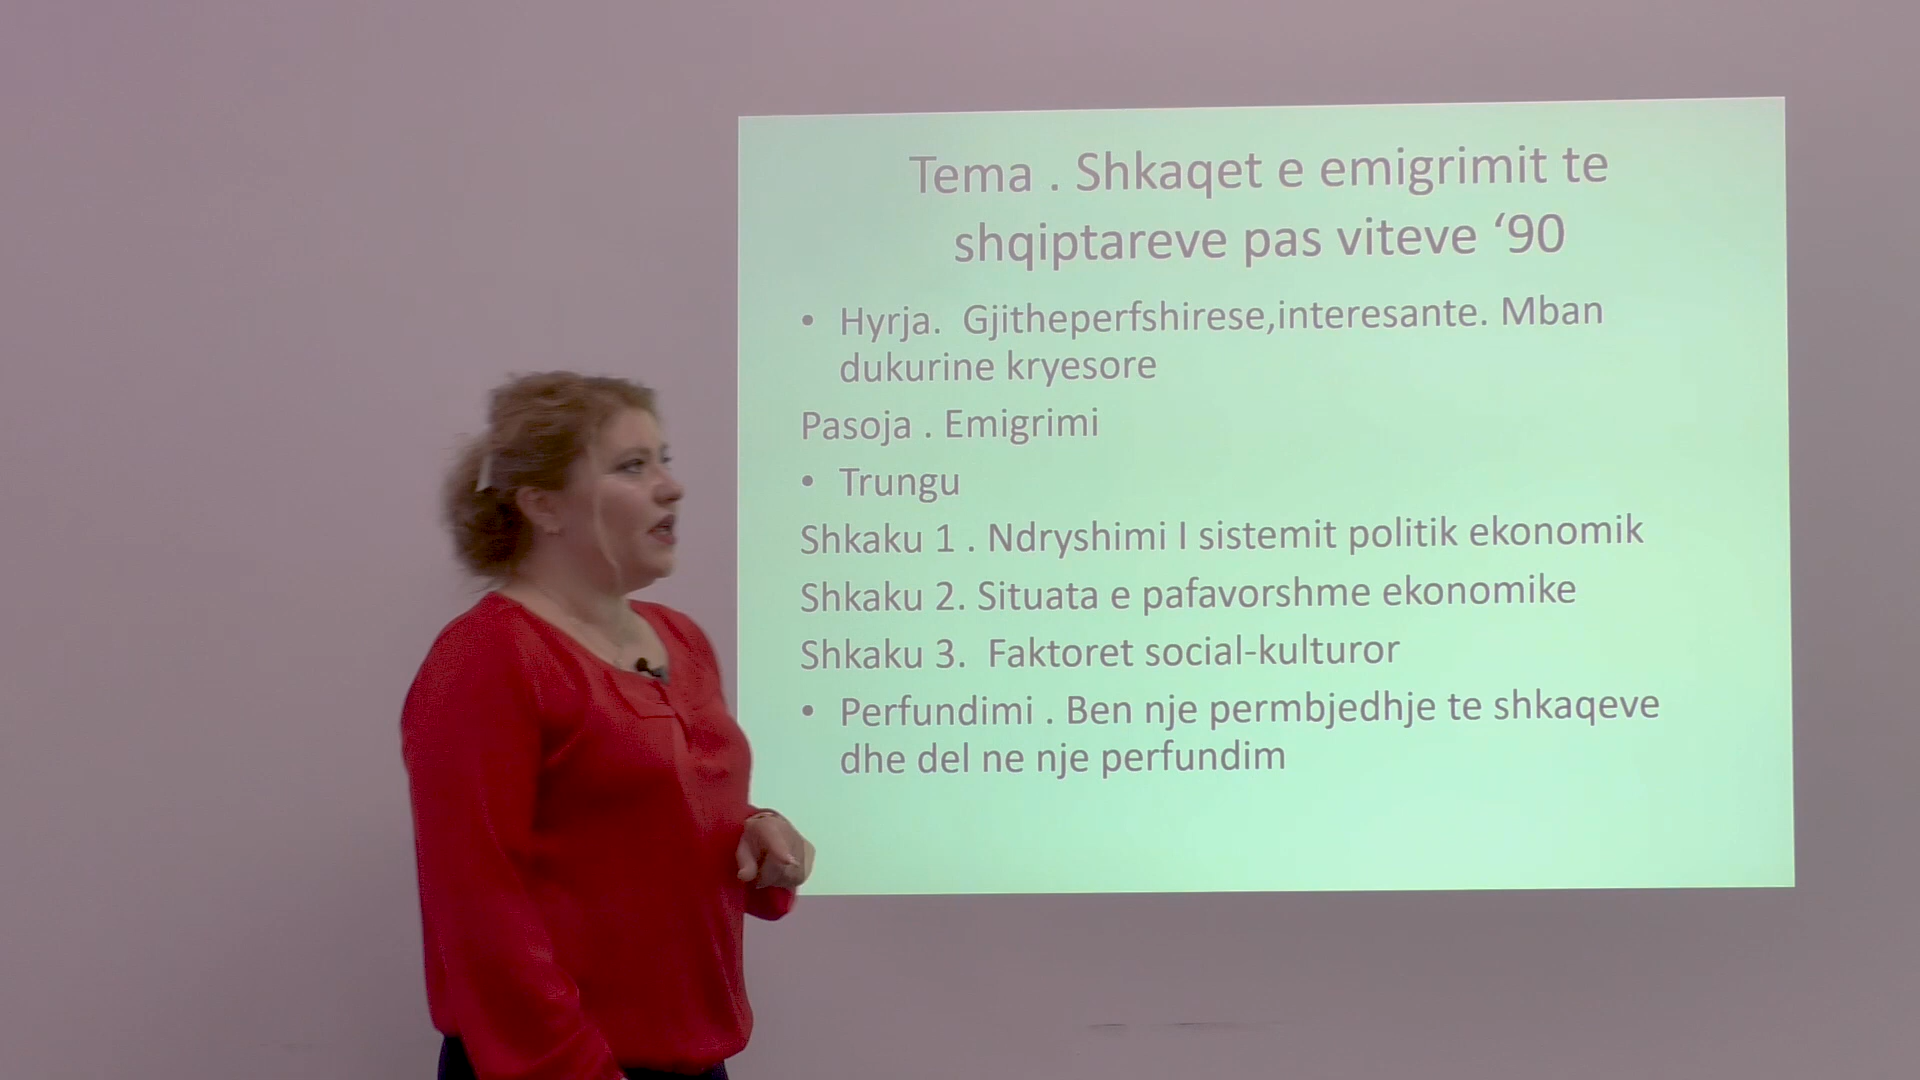 Tema . Shkaqet e emigrimit te
shqiptareve pas viteve ‘90
• Hyrja.  Gjitheperfshirese,interesante. Mban
dukurine kryesore
Pasoja . Emigrimi
• Trungu
Shkaku 1 . Ndryshimi I sistemit politik ekonomik
Shkaku 2. Situata e pafavorshme ekonomike
Shkaku 3.  Faktoret social-kulturor
• Perfundimi . Ben nje permbjedhje te shkaqeve
dhe del ne nje perfundim